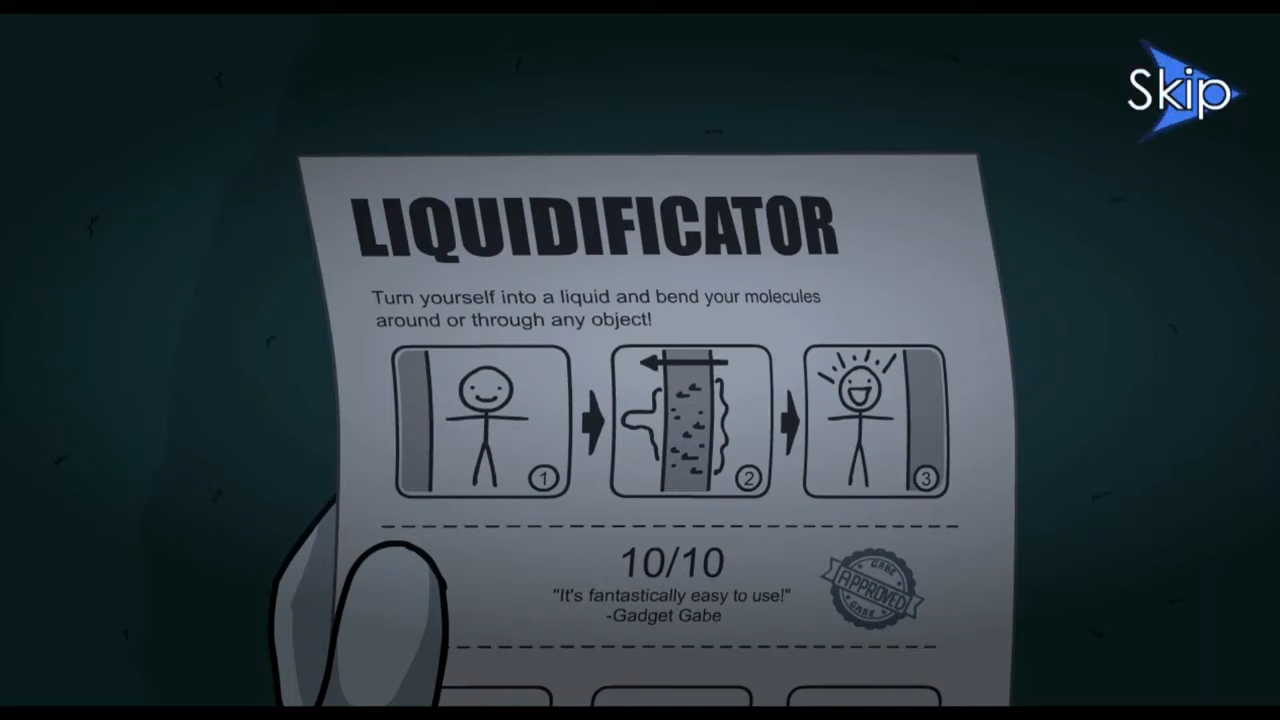 Skip
LIQUIDIFICATOR
Turn yourself into a liquid and bend your molecules
around or through any object!
1
2
3
10/10
"It's fantastically easy to use!"
-Gadget Gabe
GABE
APPROVED
GABE